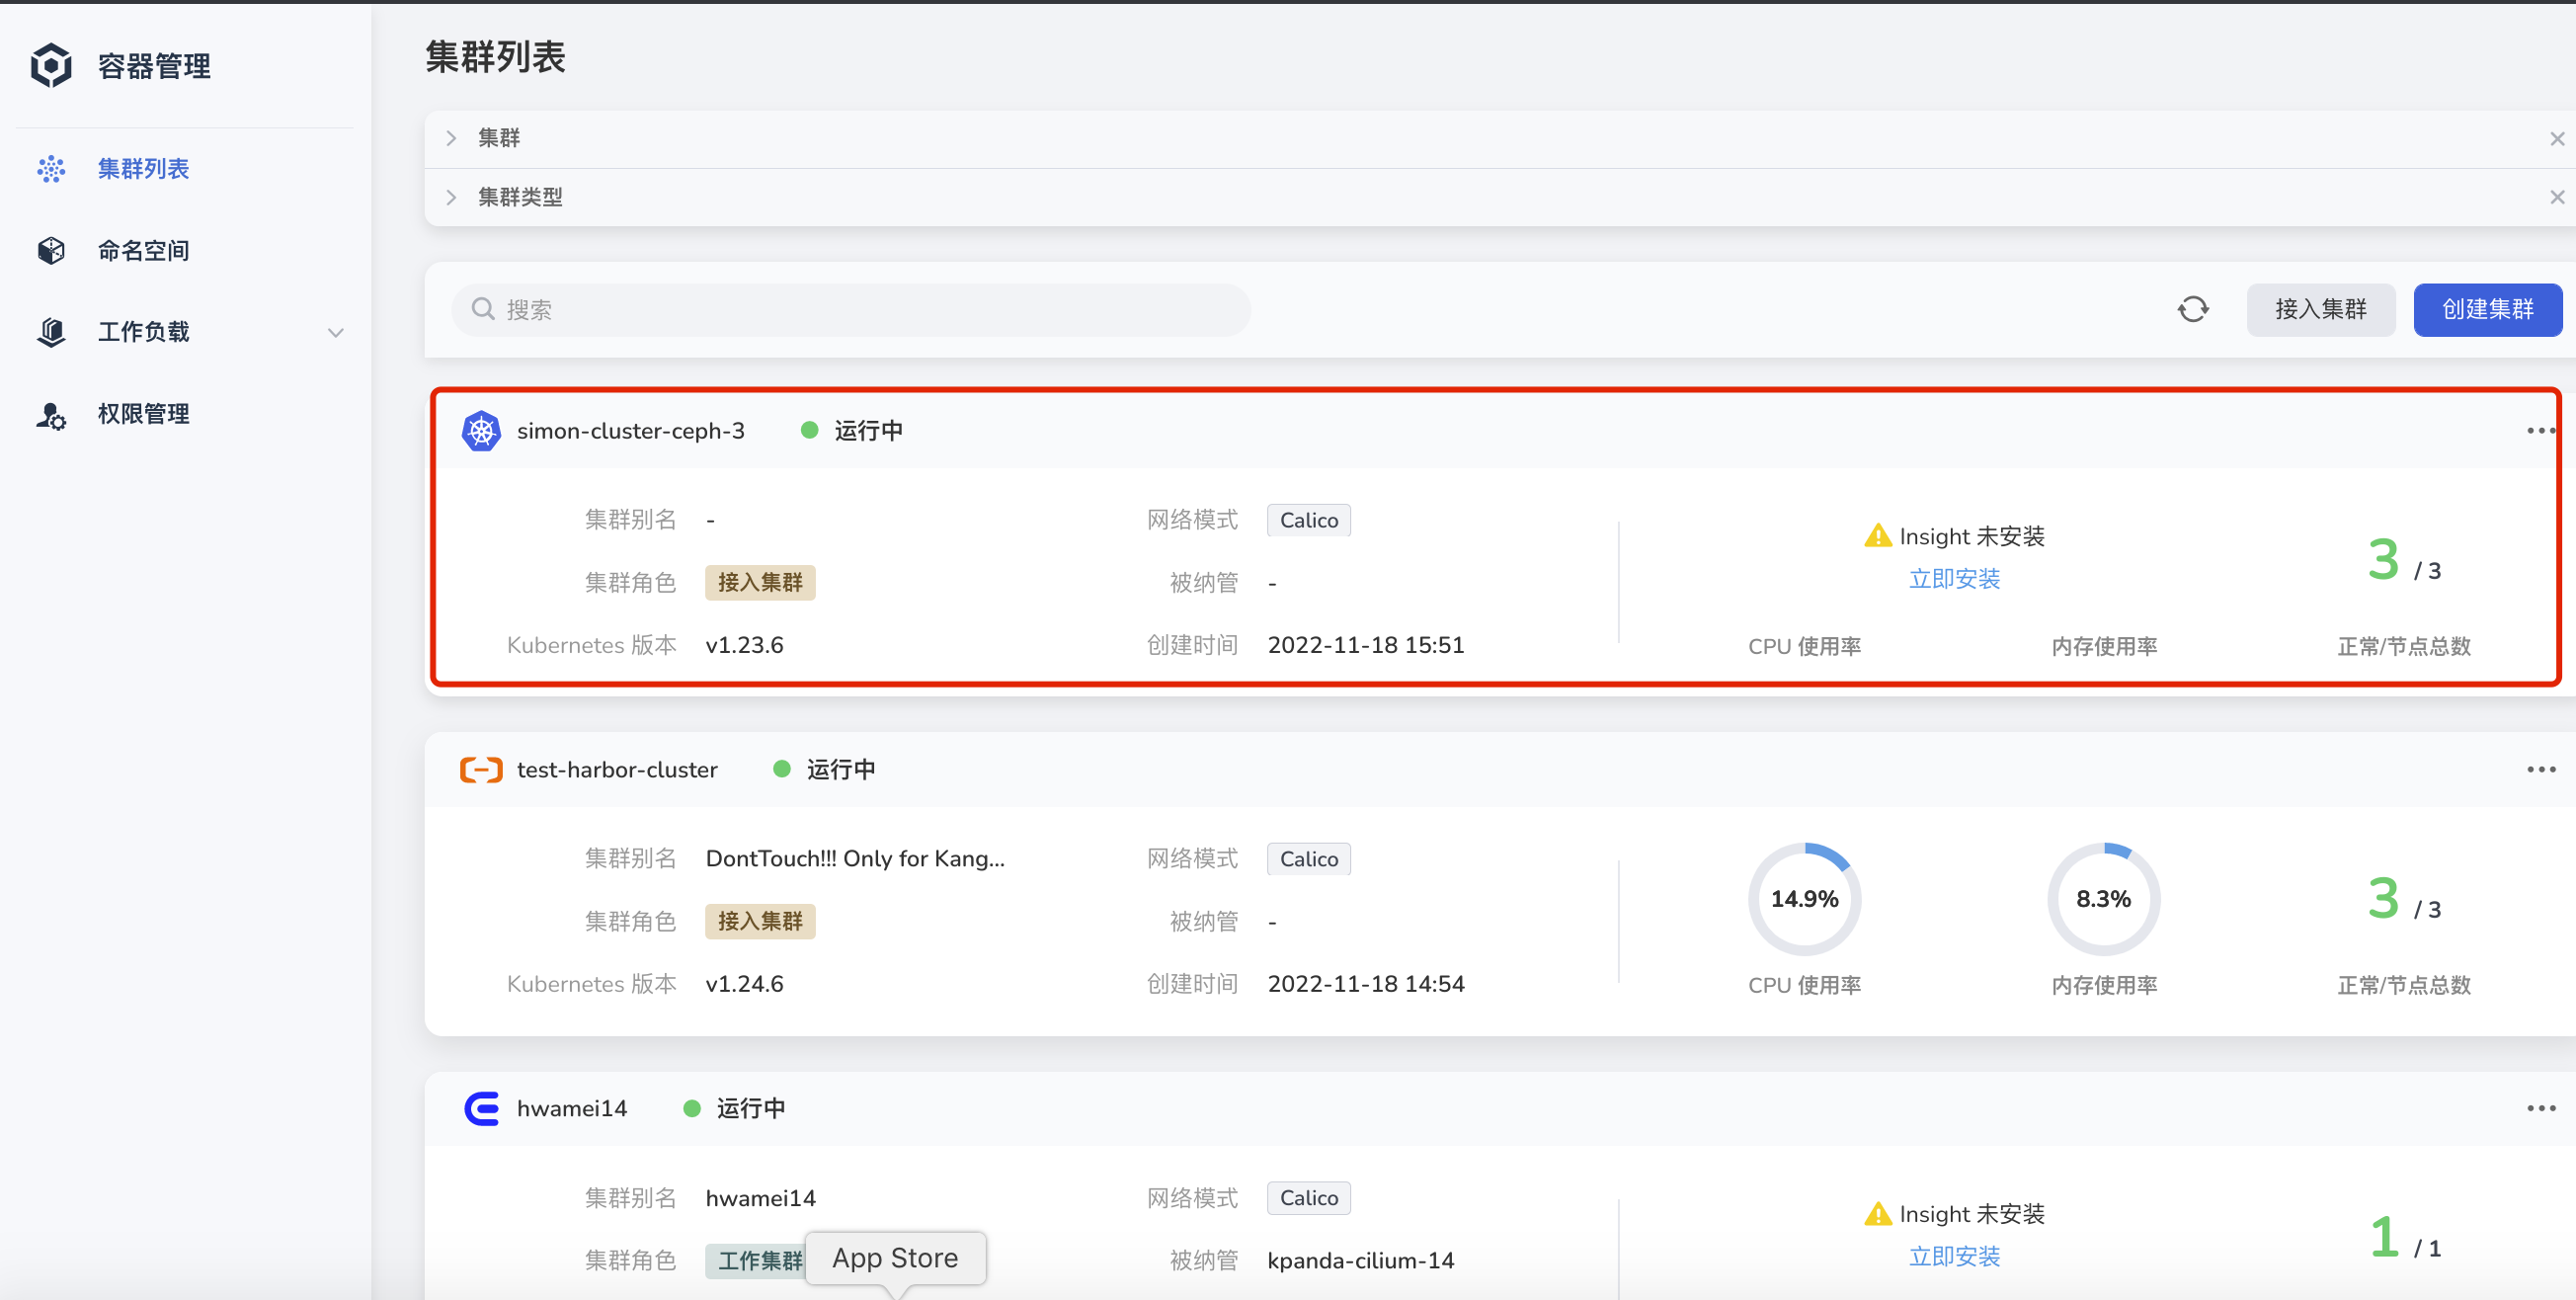 容器管理
集群列表
命名空间
工作负载
权限管理
集群列表
集群
集群类型
搜索
接入集群
创建集群
simon-cluster-ceph-3
运行中
集群别名 -
网络模式 Calico
集群角色 接入集群
被纳管 -
Kubernetes 版本 v1.23.6
创建时间 2022-11-18 15:51
Insight 未安装
立即安装
CPU 使用率
内存使用率
3 / 3
正常/节点总数
test-harbor-cluster
运行中
集群别名 DontTouch!!! Only for Kang...
网络模式 Calico
集群角色 接入集群
被纳管 -
Kubernetes 版本 v1.24.6
创建时间 2022-11-18 14:54
14.9%
CPU 使用率
8.3%
内存使用率
3 / 3
正常/节点总数
hwamei14
运行中
集群别名 hwamei14
网络模式 Calico
集群角色 工作集群
被纳管 kpanda-cilium-14
Insight 未安装
立即安装
1 / 1
App Store